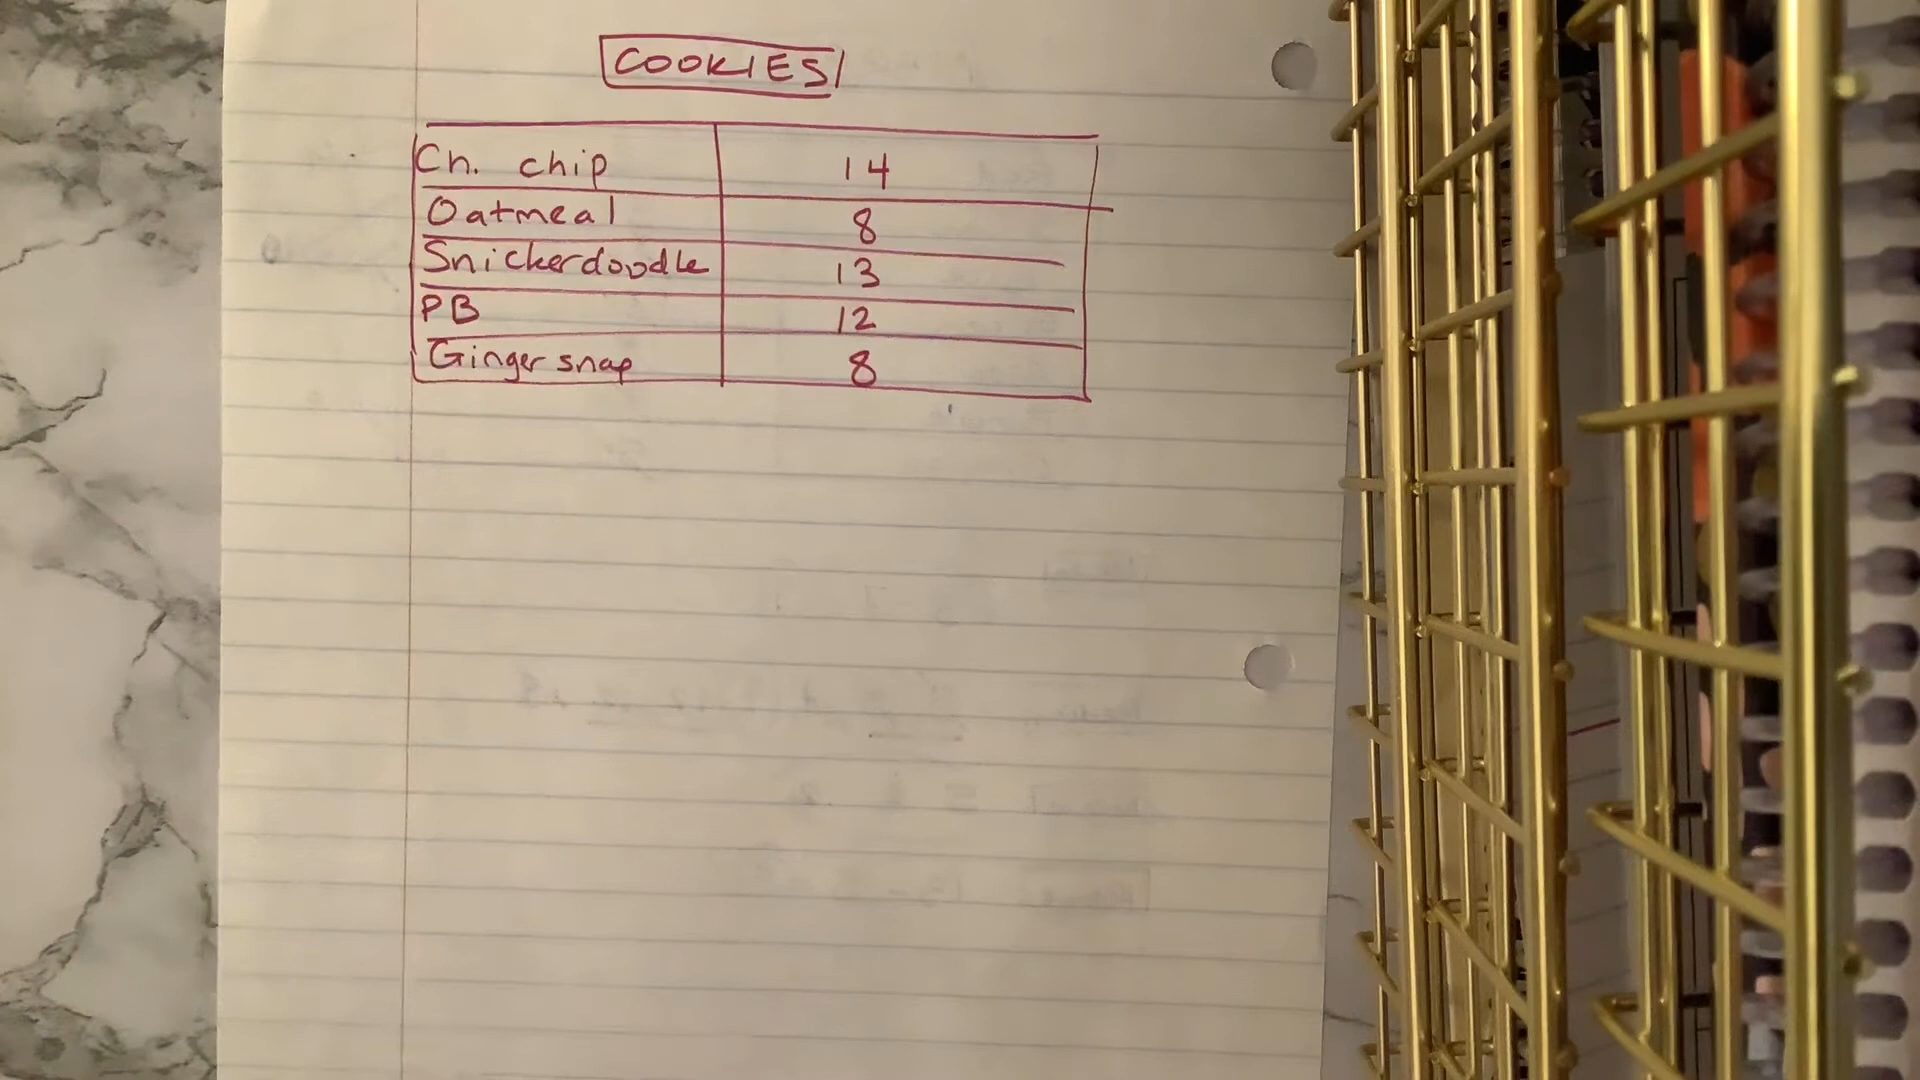 COOKIES
Ch. chip 14
Oatmeal 8
Snickerdoodle 13
PB 12
Ginger snap 8